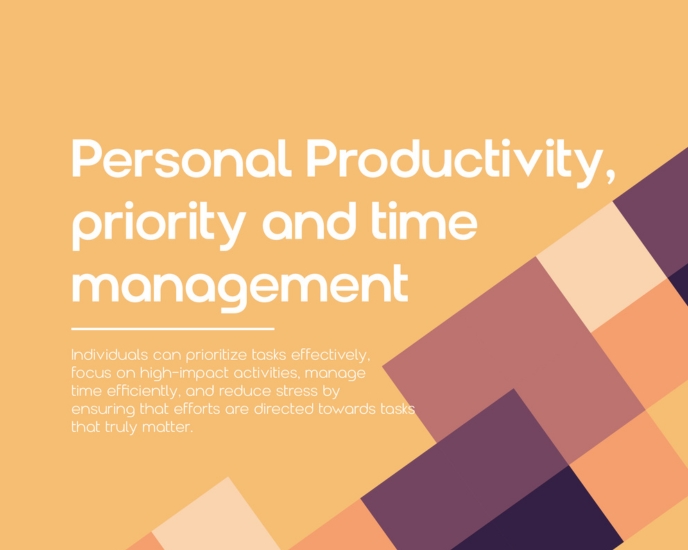 Personal Productivity,
priority and time
management
Individuals can prioritize tasks effectively,
focus on high-impact activities, manage
time efficiently, and reduce stress by
ensuring that efforts are directed towards tasks
that truly matter.